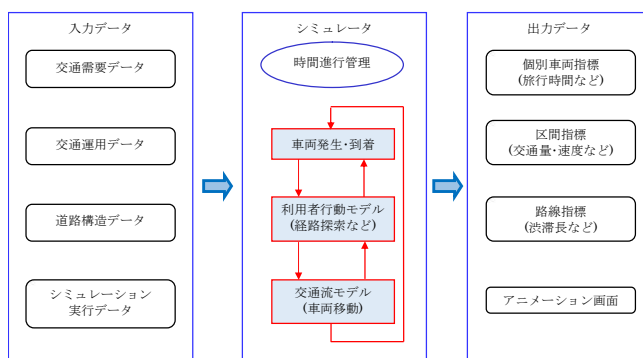 入力データ
交通需要データ
交通運用データ
道路構造データ
シミュレーション
実行データ
シミュレータ
時間進行管理
車両発生・到着
利用者行動モデル
(経路探索など)
交通流モデル
(車両移動)
出力データ
個別車両指標
(旅行時間など)
区間指標
(交通量・速度など)
路線指標
(渋滞長など)
アニメーション画面